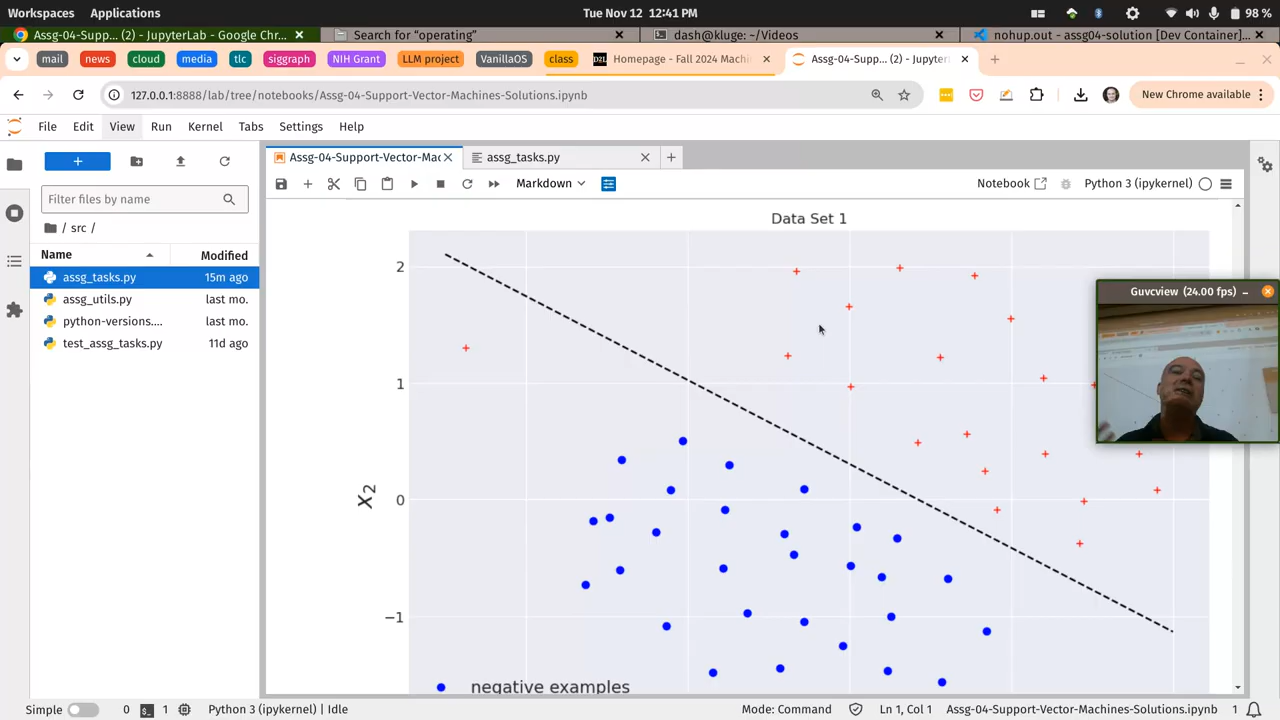 Workspaces Applications Tue Nov 12 12:41 PM 98 %
Assg-04-Supp... (2) - JupyterLab - Google Chr... Search for “operating” dash@kluge: ~/Videos nohup.out - assg04-solution [Dev Container]...
mail news cloud media tlc siggraph NIH Grant LLM project VanillaOS class D2L Homepage - Fall 2024 Machi Assg-04-Supp... (2) - Jupyter
127.0.0.1:8888/lab/tree/notebooks/Assg-04-Support-Vector-Machines-Solutions.ipynb New Chrome available
File Edit View Run Kernel Tabs Settings Help
Assg-04-Support-Vector-Mac assg_tasks.py
Markdown Notebook Python 3 (ipykernel)
Filter files by name
/ src /
Name Modified
assg_tasks.py 15m ago
assg_utils.py last mo.
python-versions.... last mo.
test_assg_tasks.py 11d ago
Data Set 1
2
1
0
−1
x2
negative examples
Guvcview (24.00 fps)
Simple 0 1 Python 3 (ipykernel) | Idle Mode: Command Ln 1, Col 1 Assg-04-Support-Vector-Machines-Solutions.ipynb 1